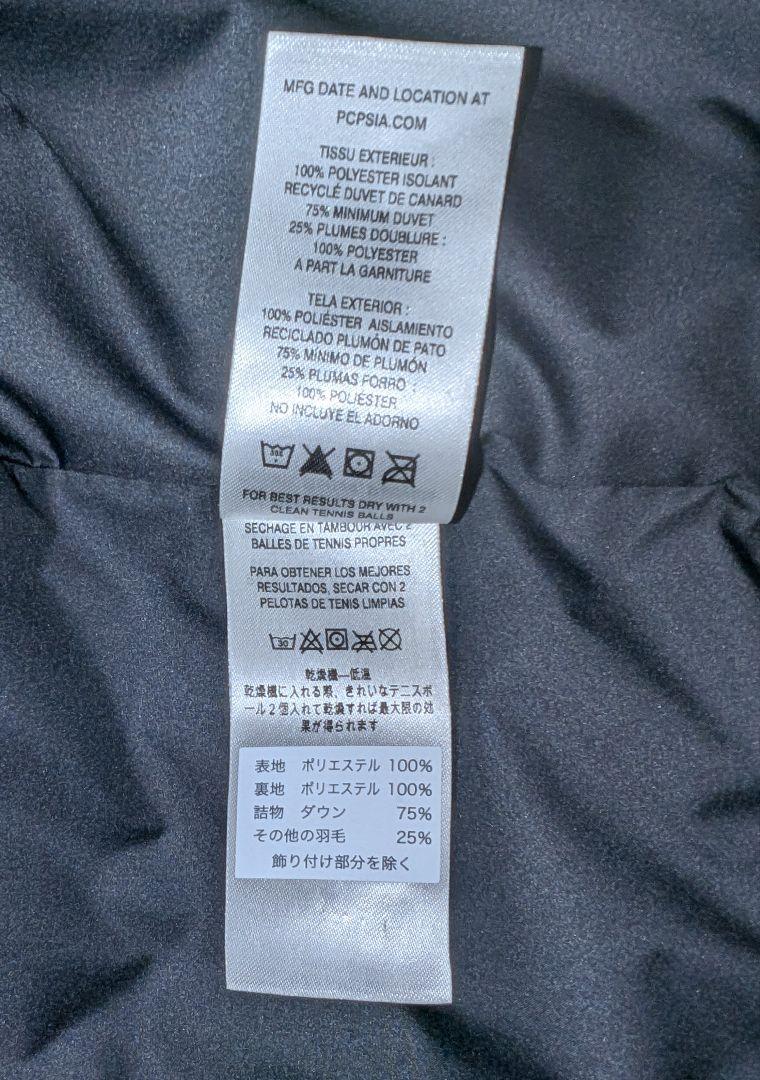 MFG DATE AND LOCATION AT
PCPSIA.COM
TISSU EXTERIEUR :
100% POLYESTER ISOLANT
RECYCLÉ DUVET DE CANARD
75% MINIMUM DUVET
25% PLUMES DOUBLURE :
100% POLYESTER
A PART LA GARNITURE
TELA EXTERIOR :
100% POLIÉSTER AISLAMIENTO
RECICLADO PLUMÓN DE PATO
75% MÍNIMO DE PLUMÓN
25% PLUMAS FORRO :
100% POLIÉSTER
NO INCLUYE EL ADORNO
FOR BEST RESULTS DRY WITH 2
CLEAN TENNIS BALLS
SECHAGE EN TAMBOUR AVEC 2
BALLES DE TENNIS PROPRES
PARA OBTENER LOS MEJORES
RESULTADOS, SECAR CON 2
PELOTAS DE TENIS LIMPIAS
30
乾燥機—低温
乾燥機に入れる際、きれいなテニスボ
ール2個入れて乾燥すれば最大限の効
果が得られます
表地 ポリエステル 100%
裏地 ポリエステル 100%
詰物 ダウン 75%
その他の羽毛 25%
飾り付け部分を除く